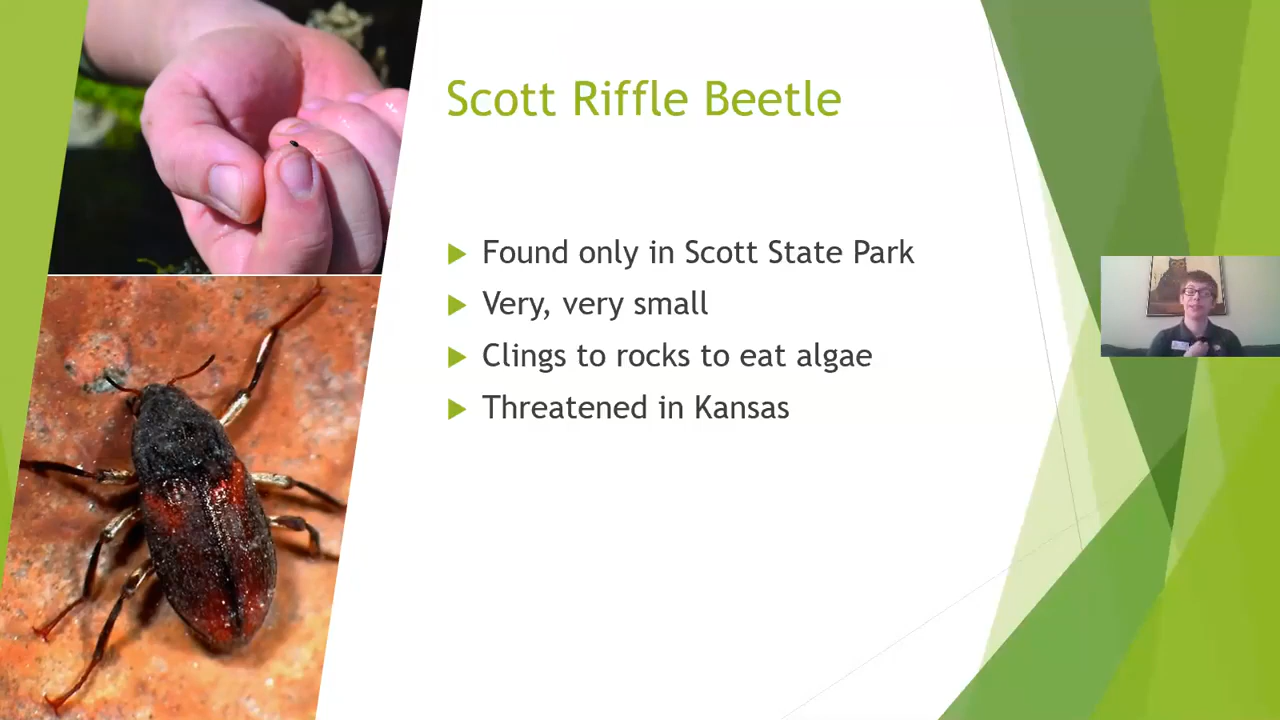 Scott Riffle Beetle
Found only in Scott State Park
Very, very small
Clings to rocks to eat algae
Threatened in Kansas